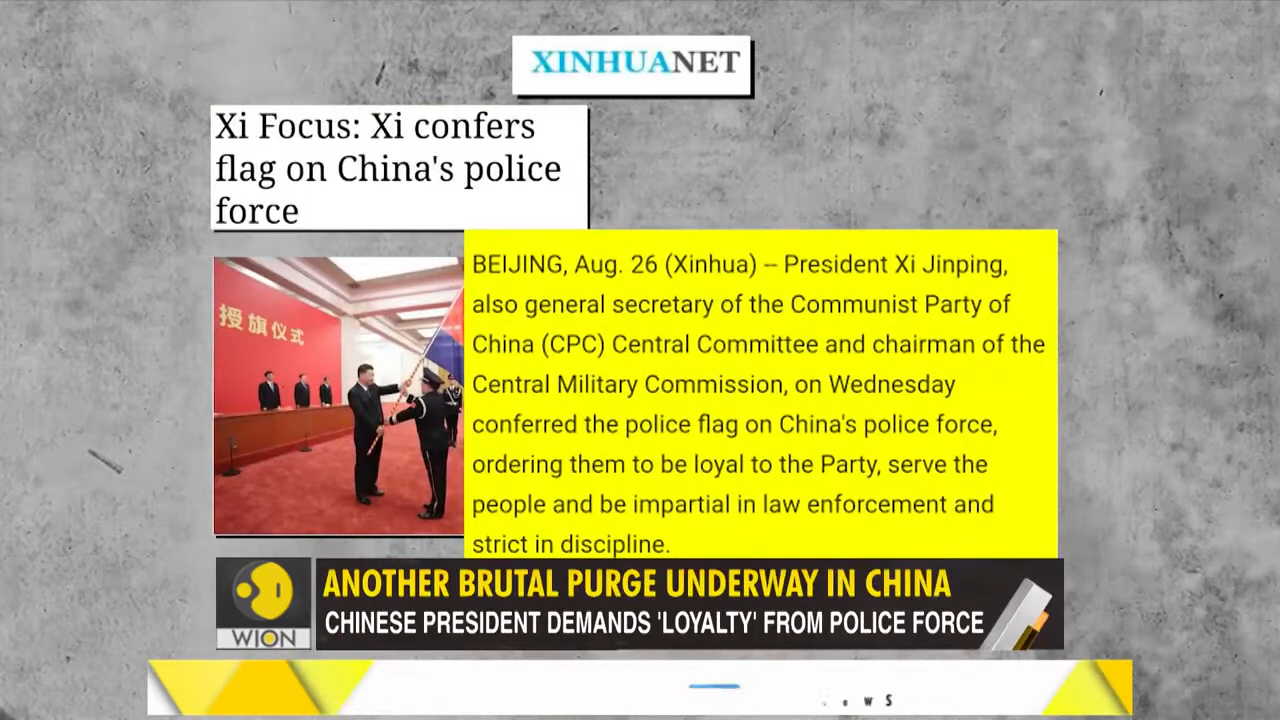 XINHUANET
Xi Focus: Xi confers
flag on China's police
force
授旗仪式
BEIJING, Aug. 26 (Xinhua) -- President Xi Jinping,
also general secretary of the Communist Party of
China (CPC) Central Committee and chairman of the
Central Military Commission, on Wednesday
conferred the police flag on China's police force,
ordering them to be loyal to the Party, serve the
people and be impartial in law enforcement and
strict in discipline.
ANOTHER BRUTAL PURGE UNDERWAY IN CHINA
CHINESE PRESIDENT DEMANDS 'LOYALTY' FROM POLICE FORCE
WION